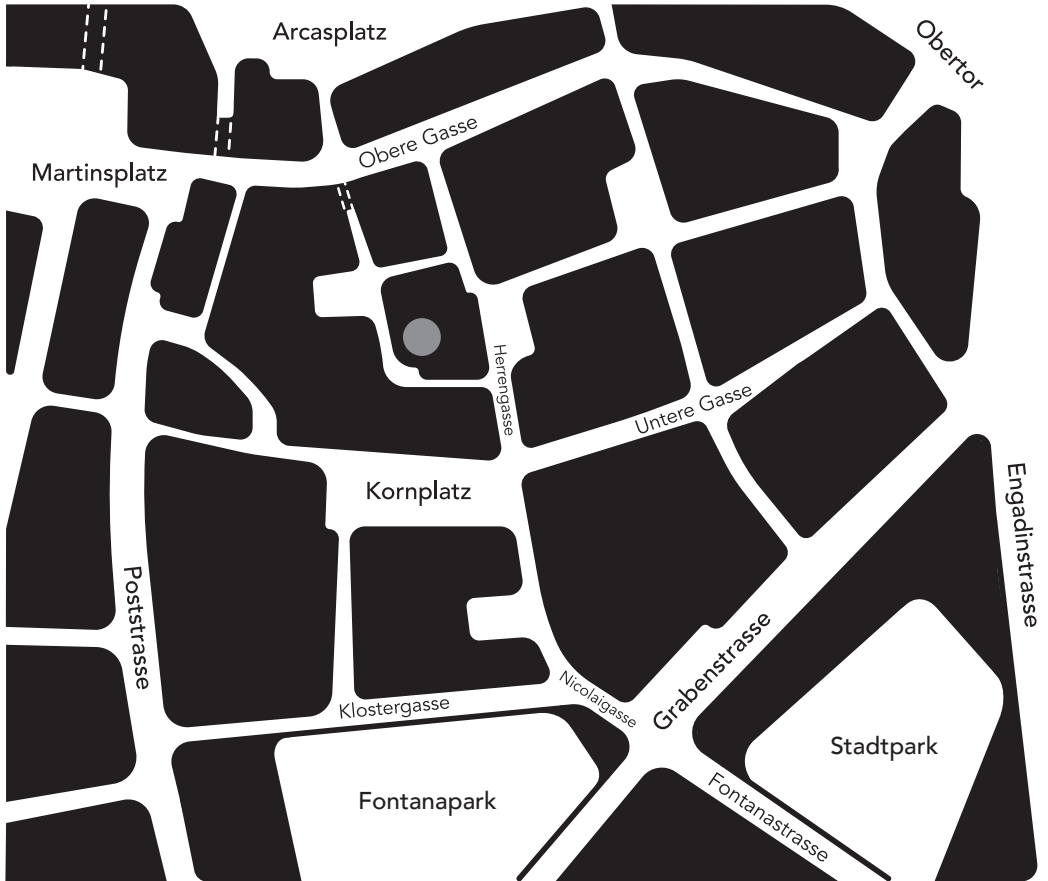 Arcasplatz
Obertor
Obere Gasse
Martinsplatz
Herrengasse
Untere Gasse
Kornplatz
Engadinstrasse
Poststrasse
Grabenstrasse
Nicolaigasse
Klostergasse
Stadtpark
Fontanapark
Fontanastrasse